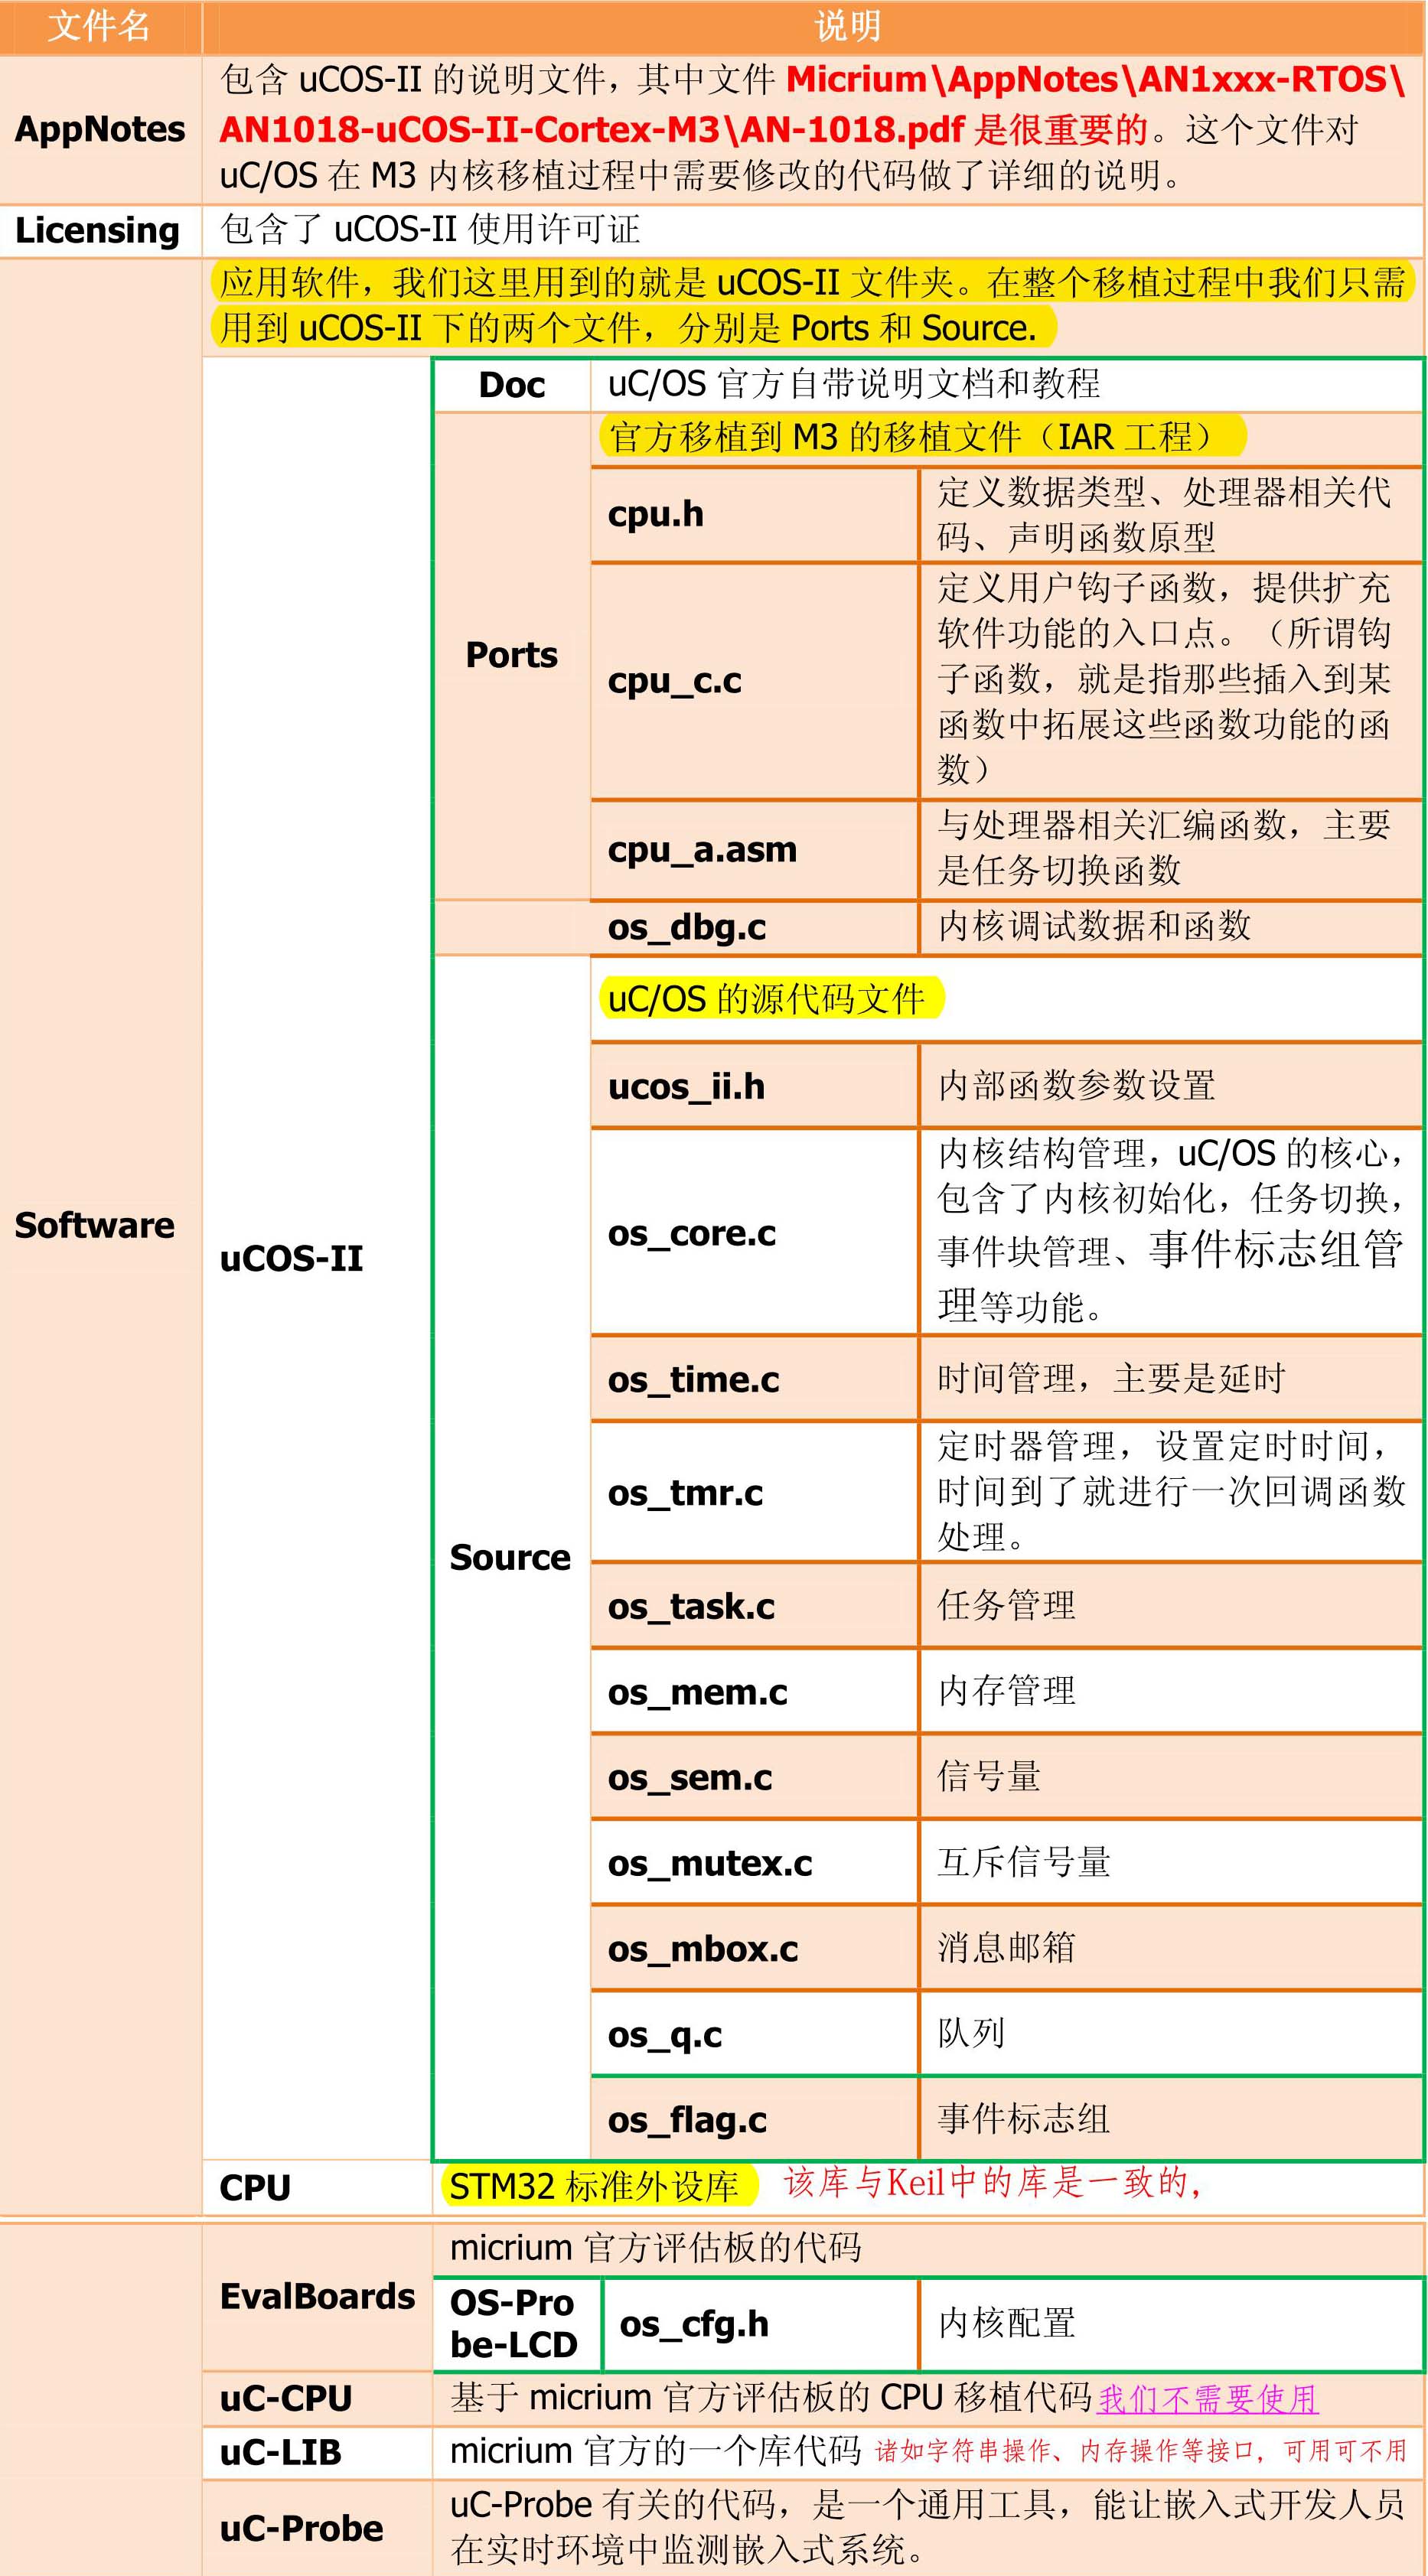 文件名
说明
AppNotes
包含 uCOS-II 的说明文件，其中文件 Micrium\AppNotes\AN1xxx-RTOS\
AN1018-uCOS-II-Cortex-M3\AN-1018.pdf 是很重要的。这个文件对
uC/OS 在 M3 内核移植过程中需要修改的代码做了详细的说明。
Licensing
包含了 uCOS-II 使用许可证
Software
应用软件，我们这里用到的就是 uCOS-II 文件夹。在整个移植过程中我们只需
用到 uCOS-II 下的两个文件，分别是 Ports 和 Source.
uCOS-II
Doc
uC/OS 官方自带说明文档和教程
Ports
官方移植到 M3 的移植文件（IAR 工程）
cpu.h
定义数据类型、处理器相关代
码、声明函数原型
cpu_c.c
定义用户钩子函数，提供扩充
软件功能的入口点。（所谓钩
子函数，就是指那些插入到某
函数中拓展这些函数功能的函
数）
cpu_a.asm
与处理器相关汇编函数，主要
是任务切换函数
os_dbg.c
内核调试数据和函数
Source
uC/OS 的源代码文件
ucos_ii.h
内部函数参数设置
os_core.c
内核结构管理，uC/OS 的核心，
包含了内核初始化，任务切换，
事件块管理、事件标志组管
理等功能。
os_time.c
时间管理，主要是延时
os_tmr.c
定时器管理，设置定时时间，
时间到了就进行一次回调函数
处理。
os_task.c
任务管理
os_mem.c
内存管理
os_sem.c
信号量
os_mutex.c
互斥信号量
os_mbox.c
消息邮箱
os_q.c
队列
os_flag.c
事件标志组
CPU
STM32 标准外设库 该库与Keil中的库是一致的，
EvalBoards
micrium 官方评估板的代码
OS-Pro
be-LCD
os_cfg.h
内核配置
uC-CPU
基于 micrium 官方评估板的 CPU 移植代码我们不需要使用
uC-LIB
micrium 官方的一个库代码 诸如字符串操作、内存操作等接口，可用可不用
uC-Probe
uC-Probe 有关的代码，是一个通用工具，能让嵌入式开发人员
在实时环境中监测嵌入式系统。